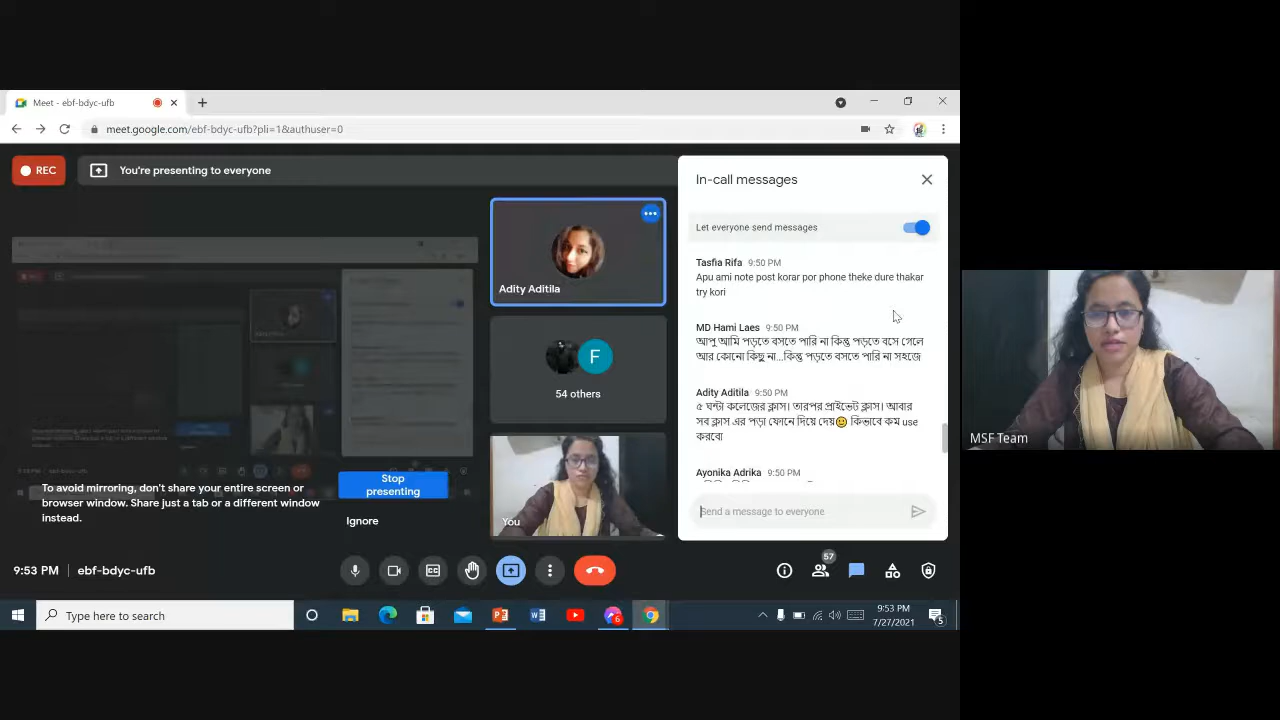 Meet - ebf-bdyc-ufb
meet.google.com/ebf-bdyc-ufb?pli=1&authuser=0
REC
You're presenting to everyone
In-call messages
Let everyone send messages
Tasfia Rifa 9:50 PM
Apu ami note post korar por phone theke dure thakar
try kori
MD Hami Laes 9:50 PM
আপু আমি পড়তে বসতে পারি না কিন্তু পড়তে বসে গেলে
আর কোনো কিছু না...কিন্তু পড়তে বসতে পারি না সহজে
Adity Aditila 9:50 PM
৫ ঘন্টা কলেজের ক্লাস। তারপর প্রাইভেট ক্লাস। আবার
সব ক্লাস এর পড়া ফোনে দিয়ে দেয়🙂 কিভাবে কম use
করবো
Ayonika Adrika 9:50 PM
Send a message to everyone
Adity Aditila
F
54 others
You
To avoid mirroring, don't share your entire screen or
browser window. Share just a tab or a different window
instead.
Stop
presenting
Ignore
9:53 PM | ebf-bdyc-ufb
57
Type here to search
6
9:53 PM
7/27/2021
5
MSF Team